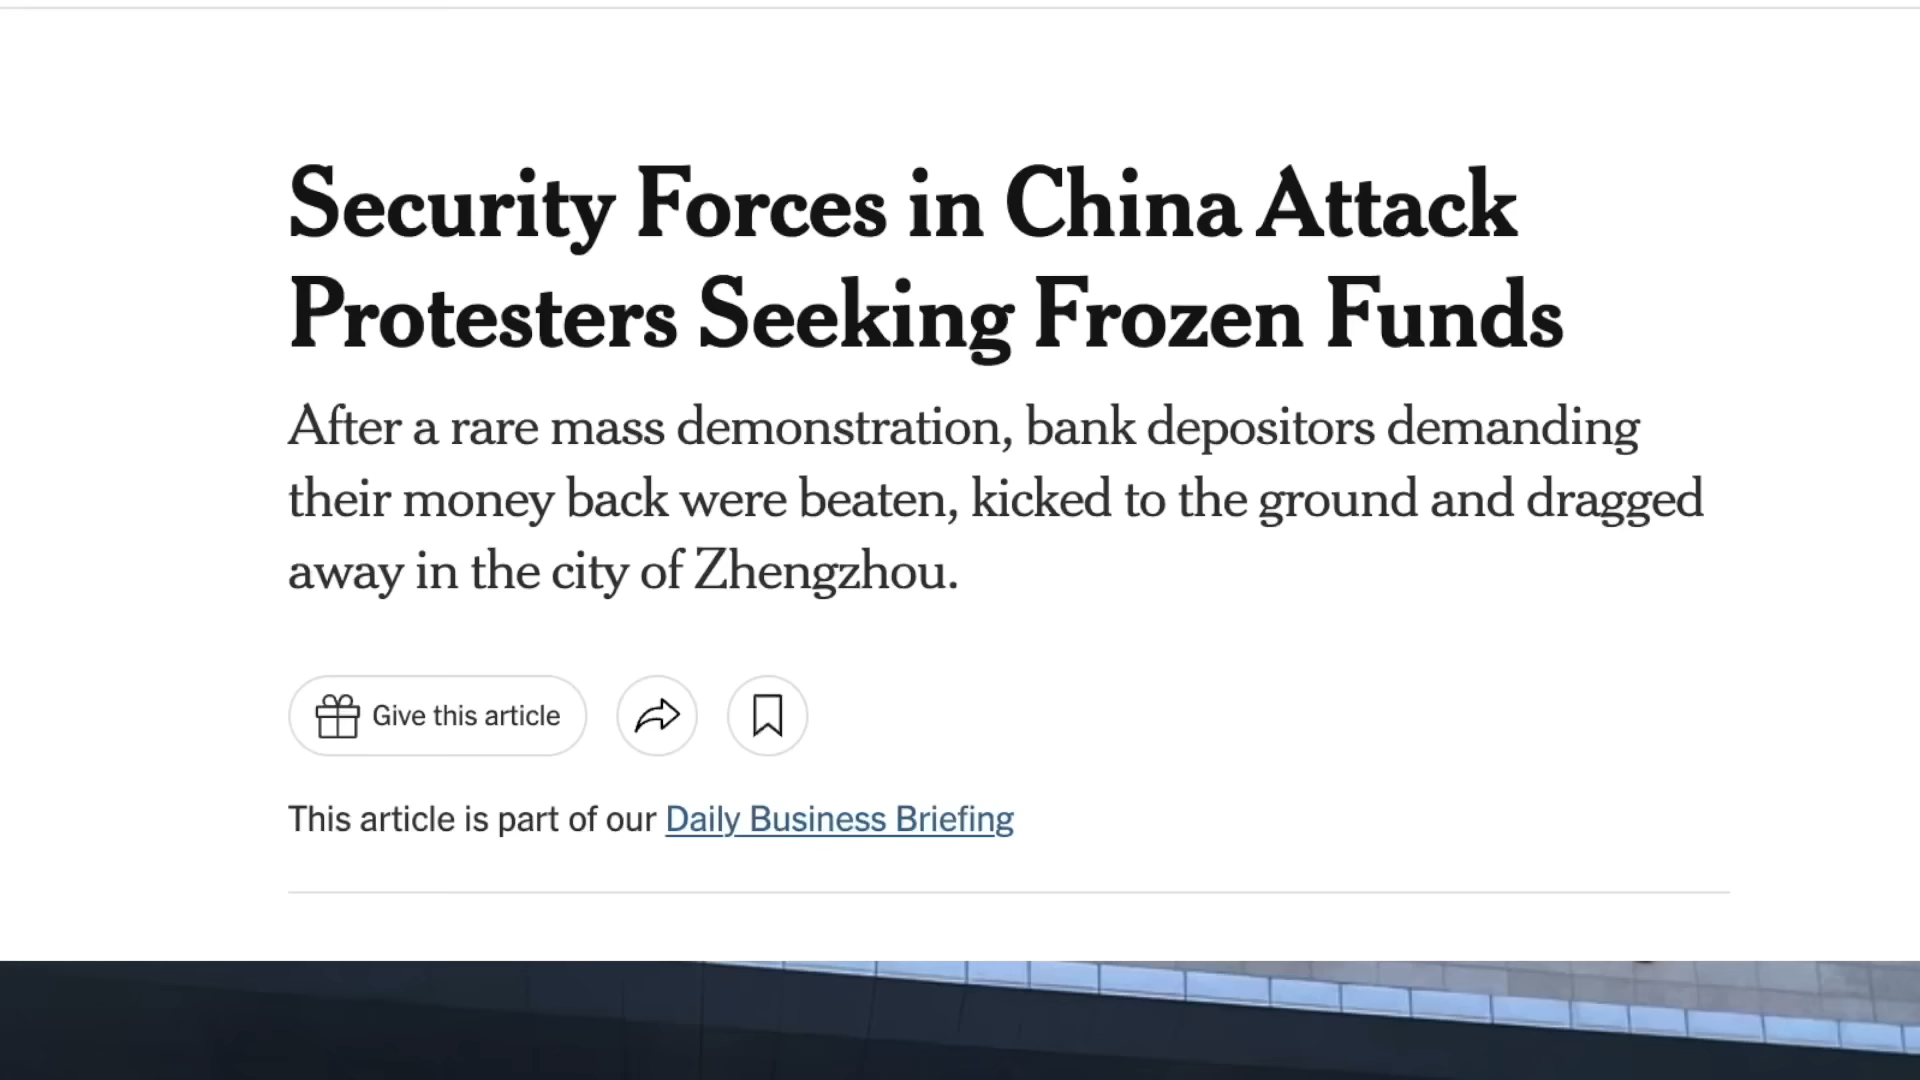 Security Forces in China Attack
Protesters Seeking Frozen Funds
After a rare mass demonstration, bank depositors demanding
their money back were beaten, kicked to the ground and dragged
away in the city of Zhengzhou.
Give this article
This article is part of our Daily Business Briefing